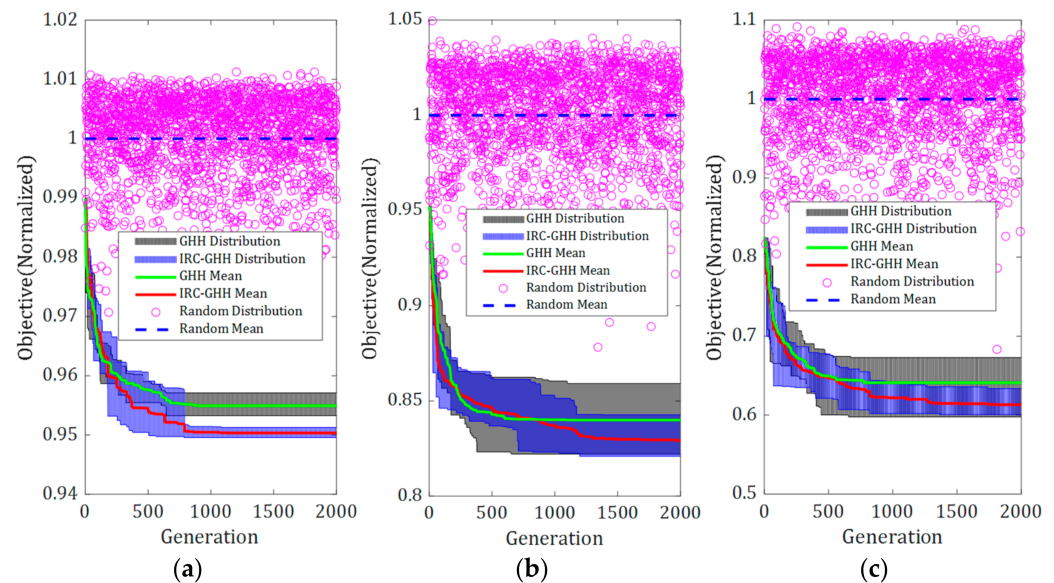 Objective(Normalized)
1.02
1.01
1
0.99
0.98
0.97
0.96
0.95
0.94
GHH Distribution
IRC-GHH Distribution
GHH Mean
IRC-GHH Mean
Random Distribution
Random Mean
0 500 1000 1500 2000
Generation
(a)
Objective(Normalized)
1.05
1
0.95
0.9
0.85
0.8
GHH Distribution
IRC-GHH Distribution
GHH Mean
IRC-GHH Mean
Random Distribution
Random Mean
0 500 1000 1500 2000
Generation
(b)
Objective(Normalized)
1.1
1
0.9
0.8
0.7
0.6
0.5
GHH Distribution
IRC-GHH Distribution
GHH Mean
IRC-GHH Mean
Random Distribution
Random Mean
0 500 1000 1500 2000
Generation
(c)